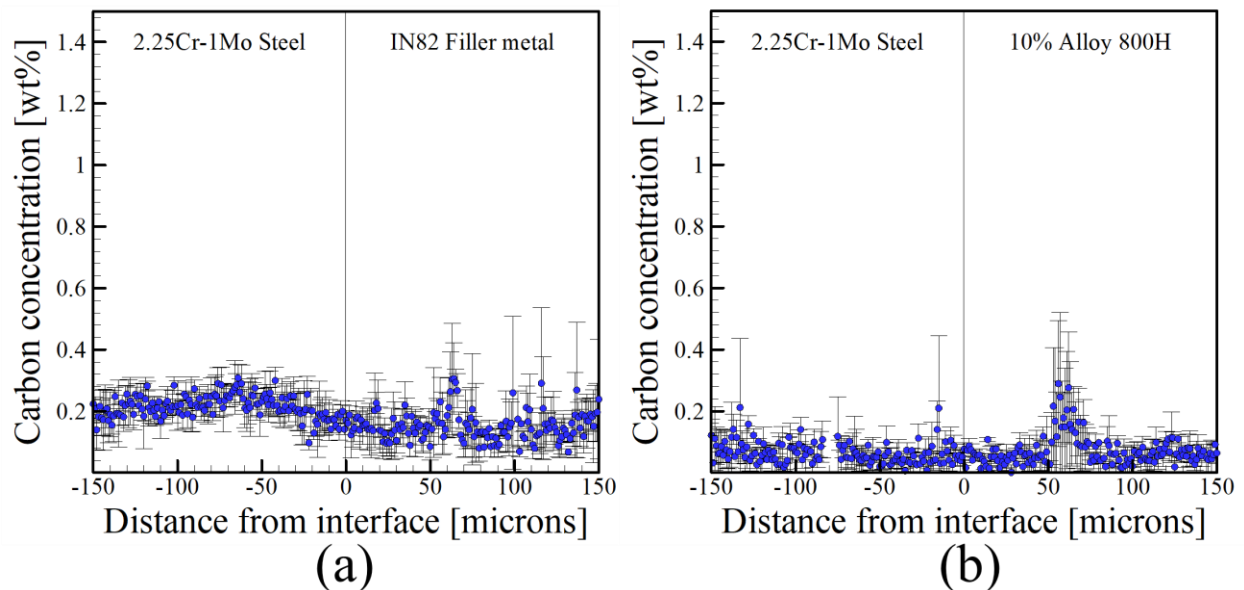 2.25Cr-1Mo Steel IN82 Filler metal
Carbon concentration [wt%]
1.4
1.2
1
0.8
0.6
0.4
0.2
-150 -100 -50 0 50 100 150
Distance from interface [microns]
(a)
2.25Cr-1Mo Steel 10% Alloy 800H
Carbon concentration [wt%]
1.4
1.2
1
0.8
0.6
0.4
0.2
-150 -100 -50 0 50 100 150
Distance from interface [microns]
(b)